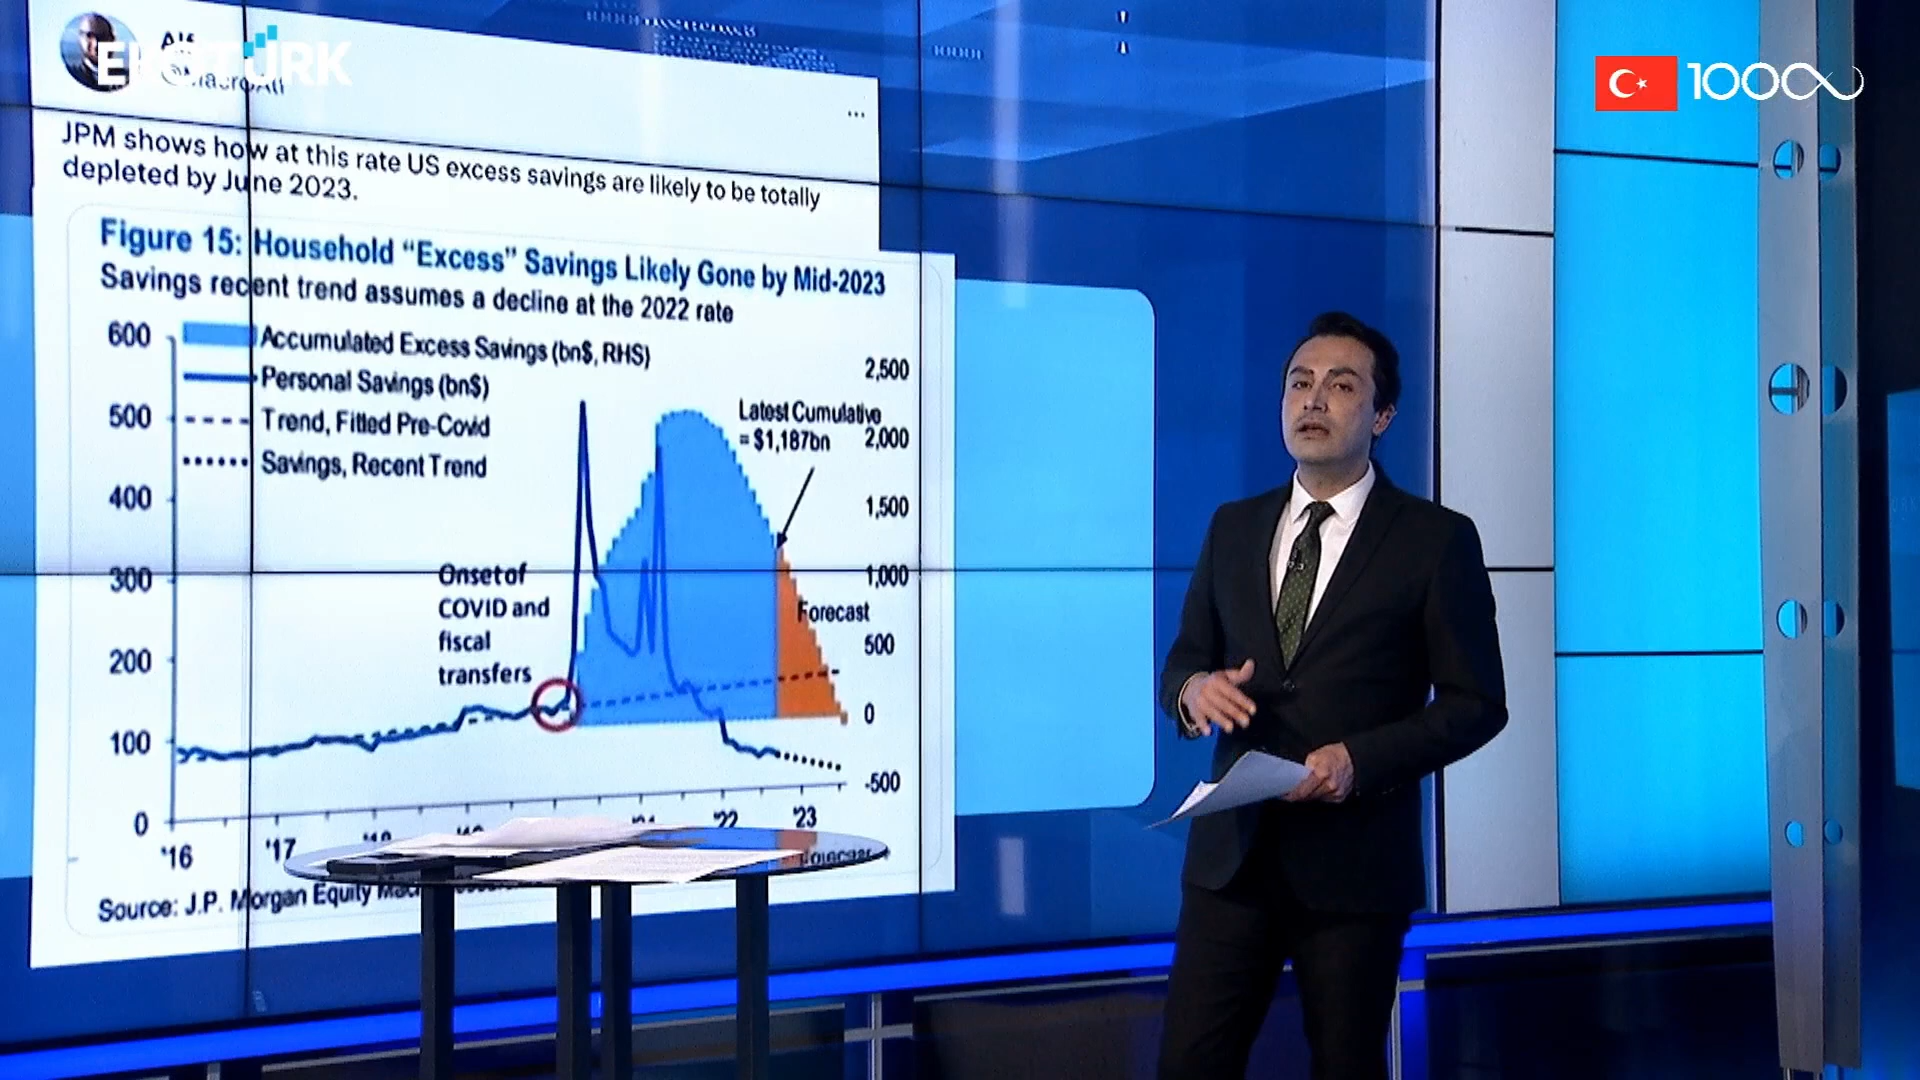 EKOTÜRK
1000
...
JPM shows how at this rate US excess savings are likely to be totally
depleted by June 2023.
Figure 15: Household “Excess” Savings Likely Gone by Mid-2023
Savings recent trend assumes a decline at the 2022 rate
Accumulated Excess Savings (bn$, RHS)
Personal Savings (bn$)
Trend, Fitted Pre-Covid
Savings, Recent Trend
600
500
400
300
200
100
0
2,500
2,000
1,500
1,000
500
0
-500
Latest Cumulative
= $1,187bn
Onset of
COVID and
fiscal
transfers
Forecast
'16
'17
'22
'23
Source: J.P. Morgan Equity